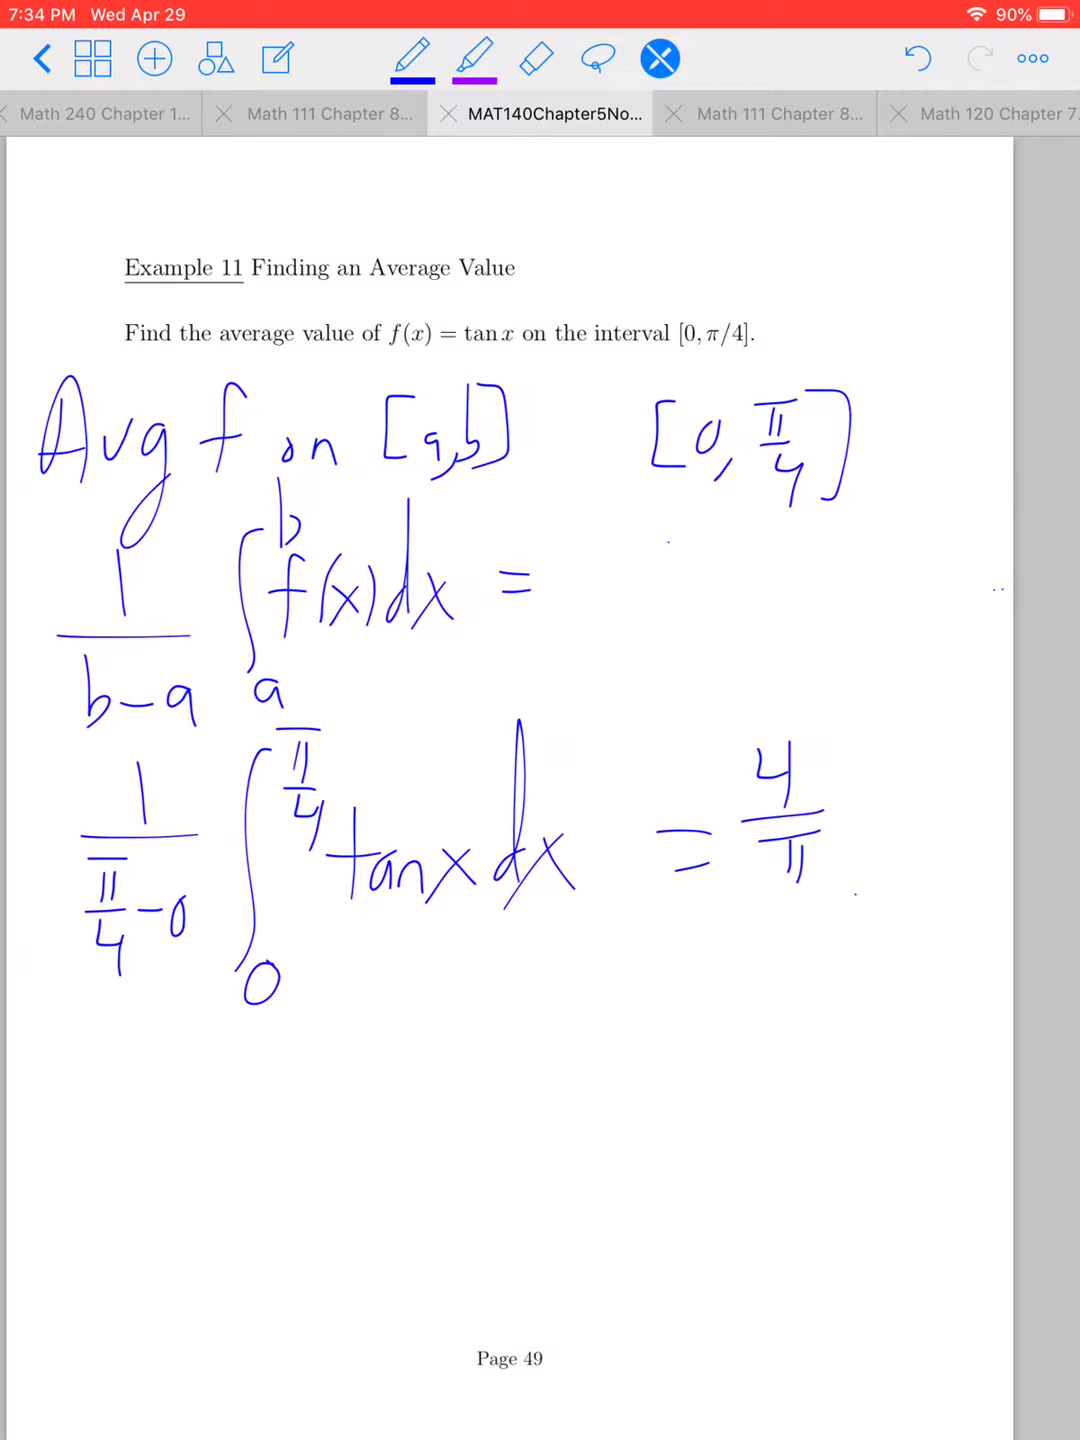 7:34 PM Wed Apr 29 90%
Math 240 Chapter 1... Math 111 Chapter 8... MAT140Chapter5No... Math 111 Chapter 8... Math 120 Chapter 7.
Example 11 Finding an Average Value
Find the average value of f(x) = tan x on the interval [0, π/4].
Avg f on [a,b] [0, π/4]
1/(b-a) ∫_a^b f(x)dx =
1/(π/4 - 0) ∫_0^(π/4) tanx dx = 4/π
Page 49